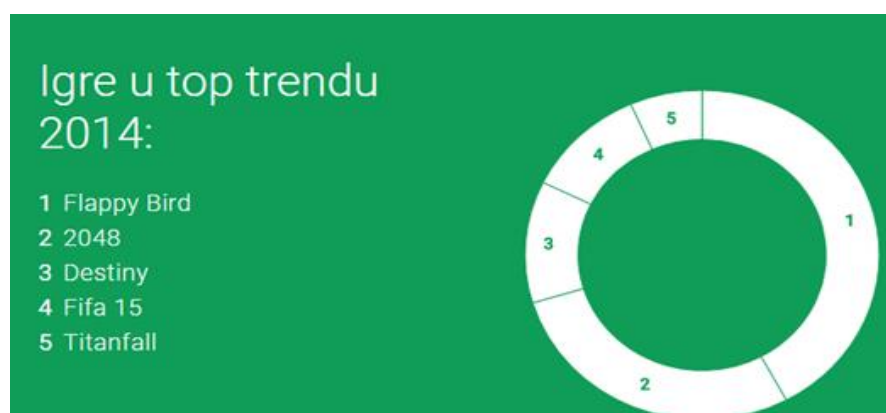 Igre u top trendu
2014:
1 Flappy Bird
2 2048
3 Destiny
4 Fifa 15
5 Titanfall
5
4
1
3
2